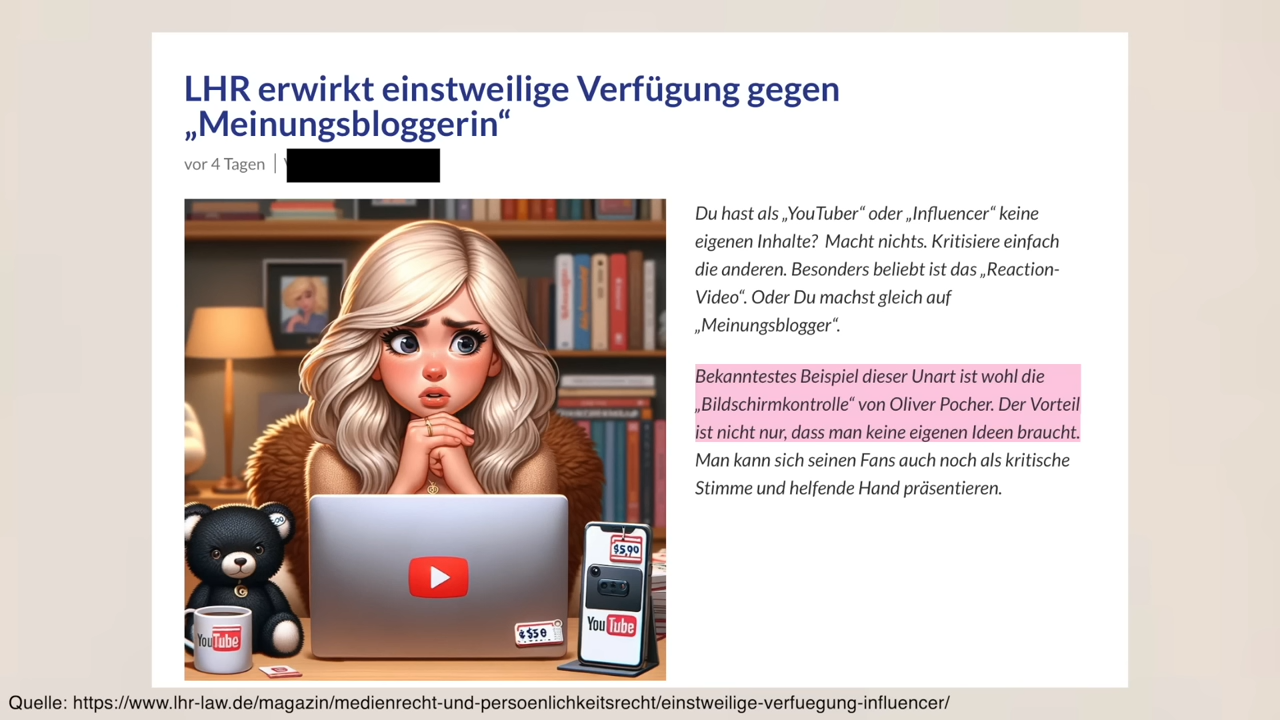 LHR erwirkt einstweilige Verfügung gegen
„Meinungsbloggerin“
vor 4 Tagen |
Du hast als „YouTuber“ oder „Influencer“ keine
eigenen Inhalte? Macht nichts. Kritisiere einfach
die anderen. Besonders beliebt ist das „Reaction-
Video“. Oder Du machst gleich auf
„Meinungsblogger“.
Bekanntestes Beispiel dieser Unart ist wohl die
„Bildschirmkontrolle“ von Oliver Pocher. Der Vorteil
ist nicht nur, dass man keine eigenen Ideen braucht.
Man kann sich seinen Fans auch noch als kritische
Stimme und helfende Hand präsentieren.
$5,90
YouTube
YouTube
Quelle: https://www.lhr-law.de/magazin/medienrecht-und-persoenlichkeitsrecht/einstweilige-verfuegung-influencer/